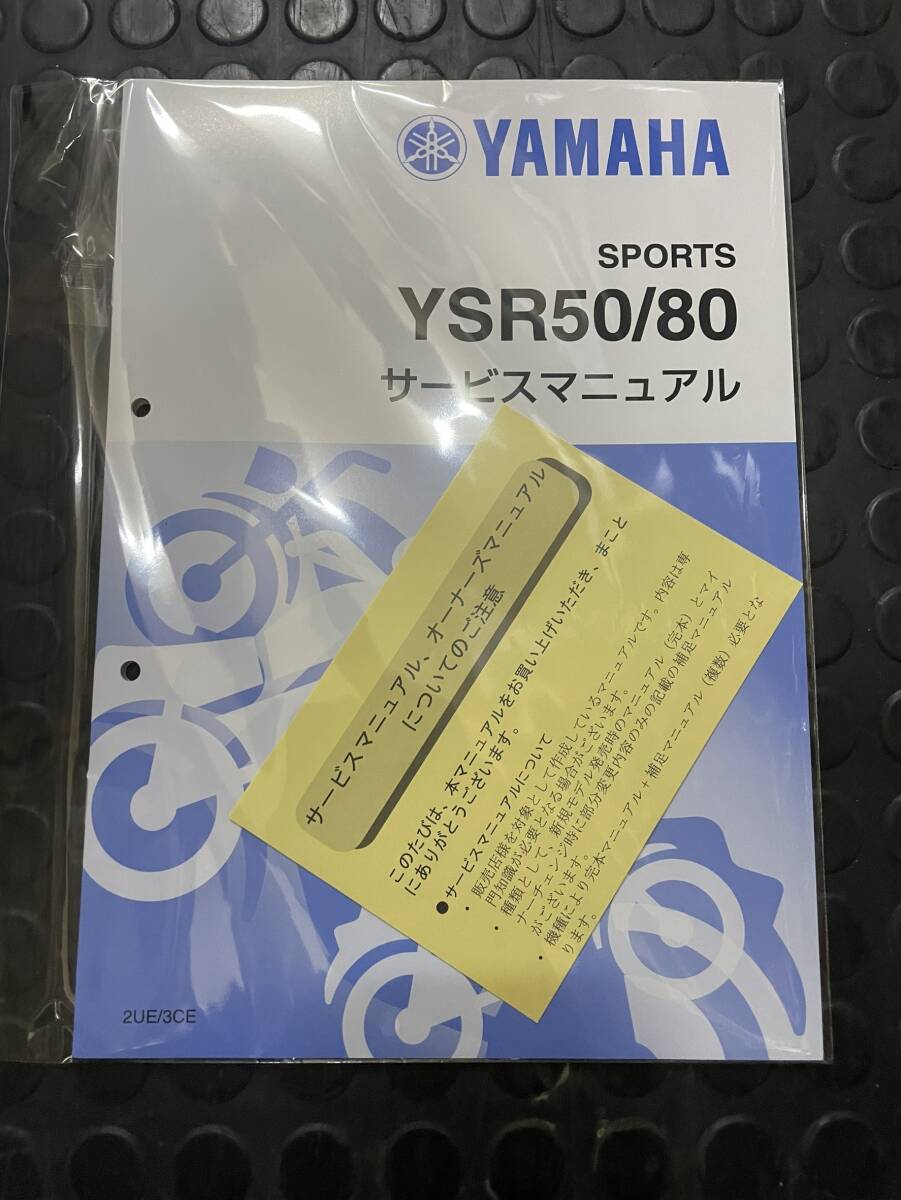 YAMAHA
SPORTS
YSR50/80
サービスマニュアル
サービスマニュアル、オーナーズマニュアル
についてのご注意
このたびは、本マニュアルをお買い上げいただき、まこと
にありがとうございます。
●サービスマニュアルについて
・販売店様を対象として作成しているマニュアルです。内容は専
門知識が必要となる場合がございます。
・種類として、新規モデル発売時のマニュアル（完本）とマイ
ナーチェンジ時に部分変更内容のみの記載の補足マニュアル
がございます。
・機種により完本マニュアル+補足マニュアル（複数）必要とな
ります。
2UE/3CE